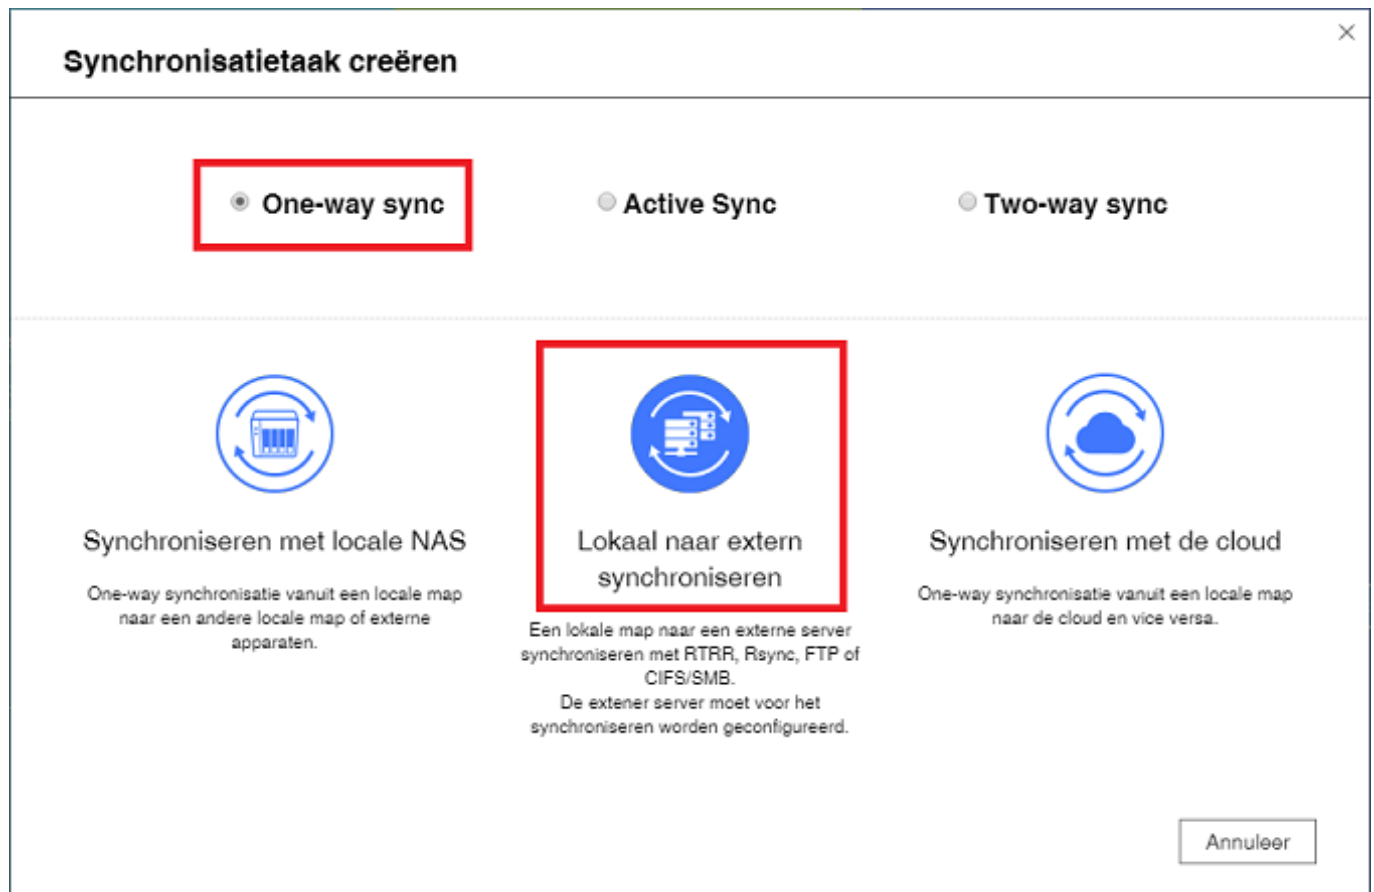 Synchronisatietaak creëren
One-way sync
Active Sync
Two-way sync
Synchroniseren met locale NAS
One-way synchronisatie vanuit een locale map
naar een andere locale map of externe
apparaten.
Lokaal naar extern
synchroniseren
Een lokale map naar een externe server
synchroniseren met RTRR, Rsync, FTP of
CIFS/SMB.
De extener server moet voor het
synchroniseren worden geconfigureerd.
Synchroniseren met de cloud
One-way synchronisatie vanuit een locale map
naar de cloud en vice versa.
Annuleer